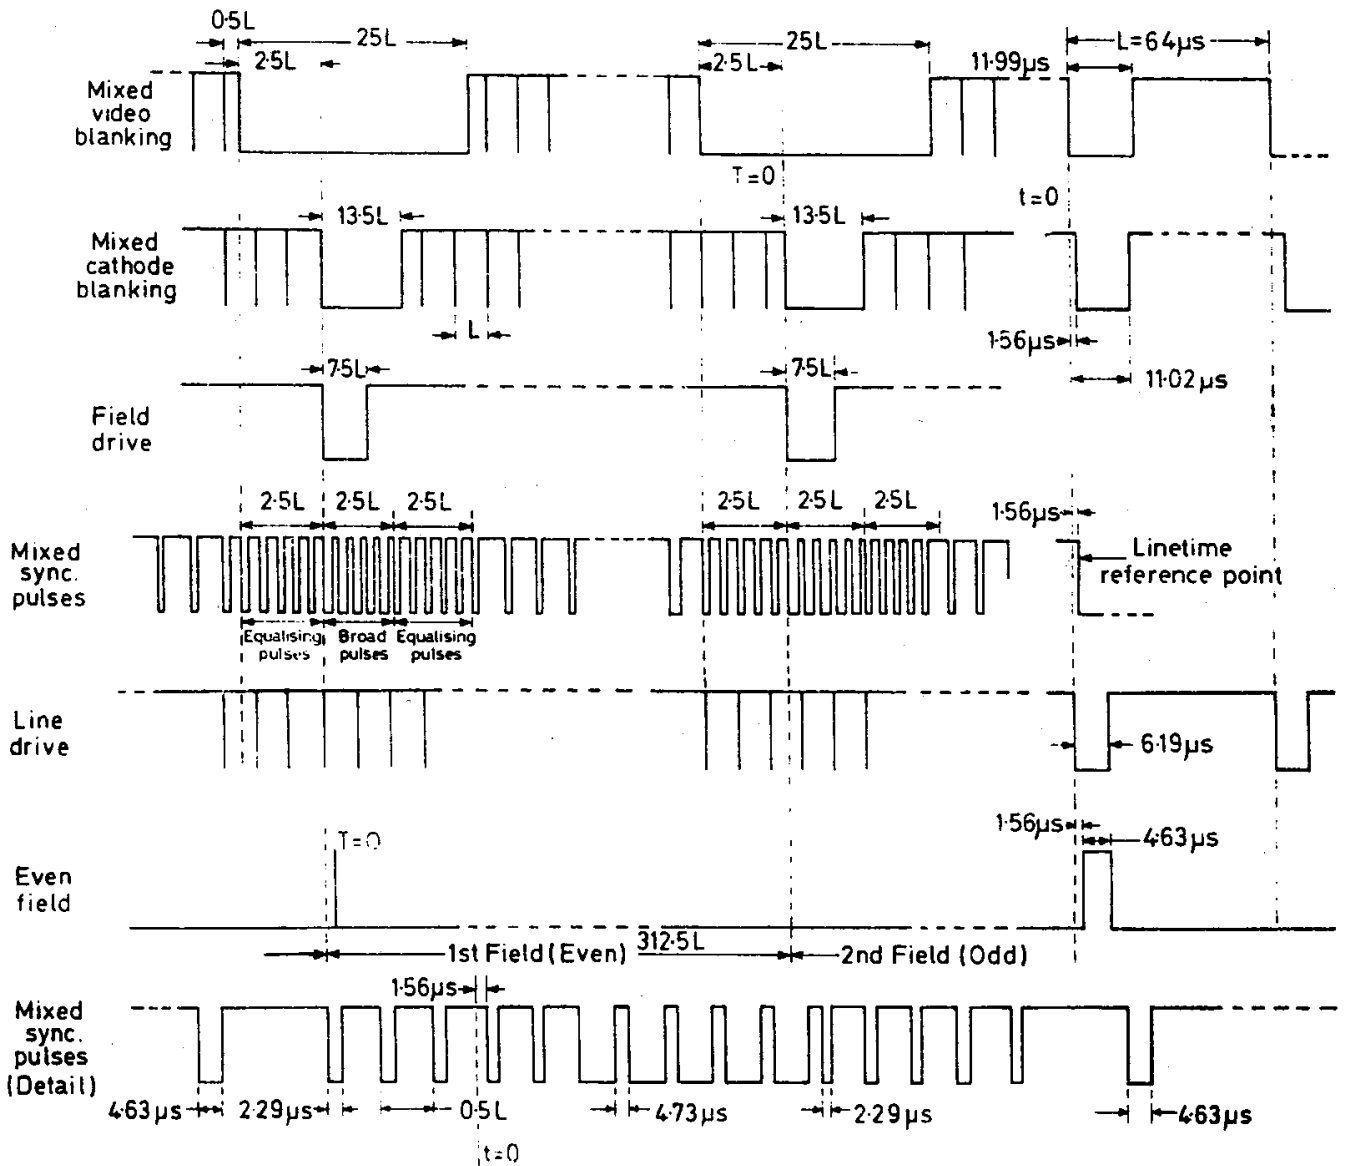 0·5L
25L
2·5L
25L
2·5L
11·99µs
L=64µs
Mixed
video
blanking
T=0
t=0
13·5L
13·5L
Mixed
cathode
blanking
L
1·56µs
11·02µs
7·5L
7·5L
Field
drive
2·5L 2·5L 2·5L
2·5L 2·5L 2·5L
1·56µs
Mixed
sync.
pulses
Linetime
reference point
Equalising
pulses
Broad
pulses
Equalising
pulses
Line
drive
6·19µs
T=0
1·56µs
4·63µs
Even
field
1st Field (Even)
312·5L
2nd Field (Odd)
1·56µs
Mixed
sync.
pulses
(Detail)
4·63µs
2·29µs
0·5L
4·73µs
2·29µs
4·63µs
t=0